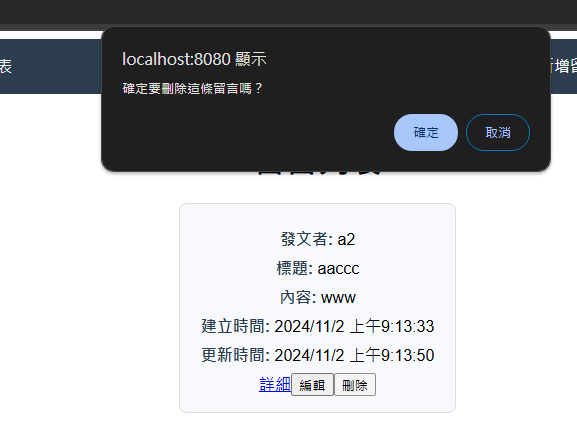 localhost:8080 顯示
確定要刪除這條留言嗎？
確定 取消
表
發文者: a2
標題: aaccc
內容: www
建立時間: 2024/11/2 上午9:13:33
更新時間: 2024/11/2 上午9:13:50
詳細 編輯 刪除